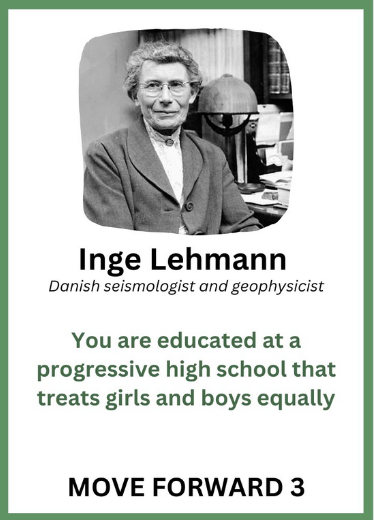 Inge Lehmann
Danish seismologist and geophysicist
You are educated at a
progressive high school that
treats girls and boys equally
MOVE FORWARD 3